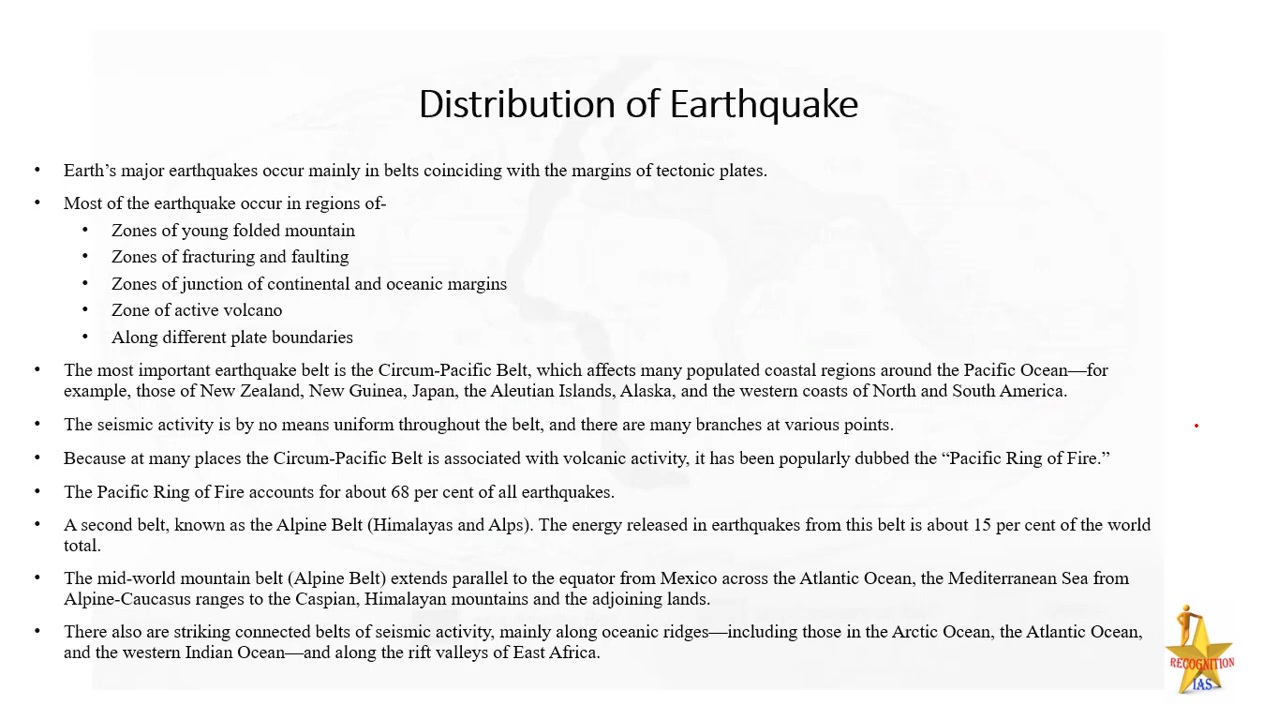 Distribution of Earthquake
• Earth’s major earthquakes occur mainly in belts coinciding with the margins of tectonic plates.
• Most of the earthquake occur in regions of-
• Zones of young folded mountain
• Zones of fracturing and faulting
• Zones of junction of continental and oceanic margins
• Zone of active volcano
• Along different plate boundaries
• The most important earthquake belt is the Circum-Pacific Belt, which affects many populated coastal regions around the Pacific Ocean—for
example, those of New Zealand, New Guinea, Japan, the Aleutian Islands, Alaska, and the western coasts of North and South America.
• The seismic activity is by no means uniform throughout the belt, and there are many branches at various points.
• Because at many places the Circum-Pacific Belt is associated with volcanic activity, it has been popularly dubbed the “Pacific Ring of Fire.”
• The Pacific Ring of Fire accounts for about 68 per cent of all earthquakes.
• A second belt, known as the Alpine Belt (Himalayas and Alps). The energy released in earthquakes from this belt is about 15 per cent of the world
total.
• The mid-world mountain belt (Alpine Belt) extends parallel to the equator from Mexico across the Atlantic Ocean, the Mediterranean Sea from
Alpine-Caucasus ranges to the Caspian, Himalayan mountains and the adjoining lands.
• There also are striking connected belts of seismic activity, mainly along oceanic ridges—including those in the Arctic Ocean, the Atlantic Ocean,
and the western Indian Ocean—and along the rift valleys of East Africa.
RECOGNITION
IAS